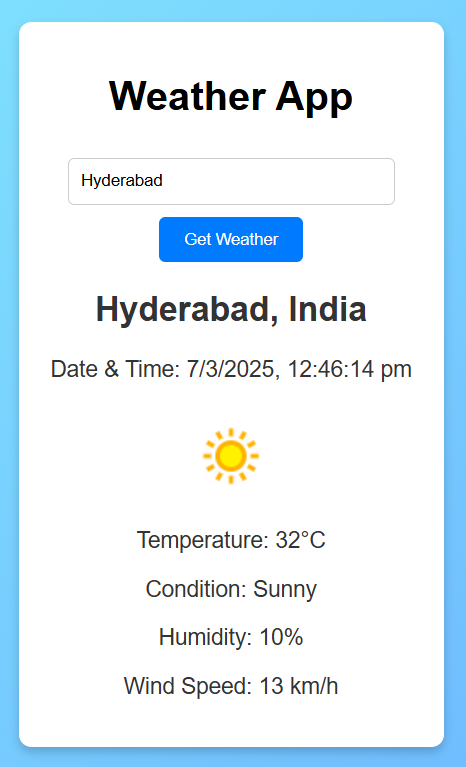 Weather App
Hyderabad
Get Weather
Hyderabad, India
Date & Time: 7/3/2025, 12:46:14 pm
Temperature: 32°C
Condition: Sunny
Humidity: 10%
Wind Speed: 13 km/h